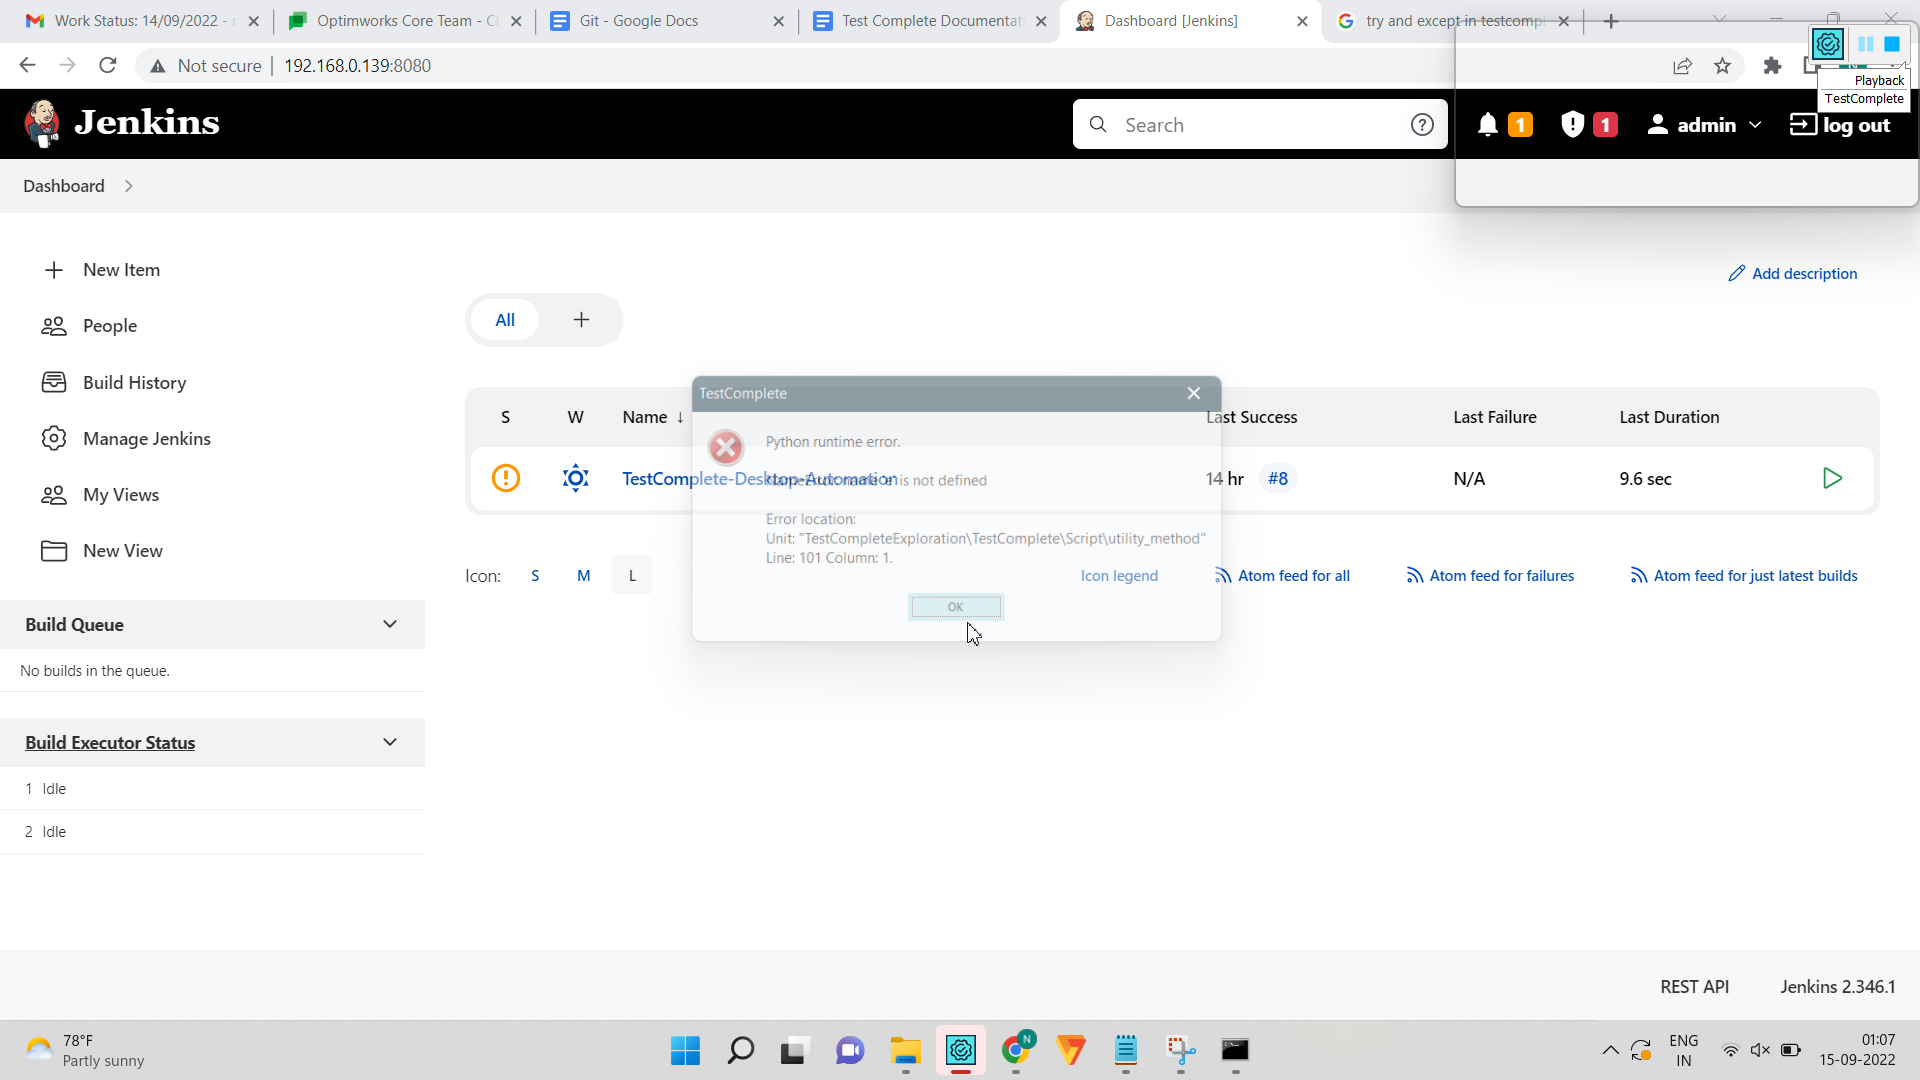 Work Status: 14/09/2022 -
Optimworks Core Team - C
Git - Google Docs
Test Complete Documentat
Dashboard [Jenkins]
try and except in testcompl
Not secure
192.168.0.139:8080
Playback
TestComplete
Jenkins
Search
1
1
admin
log out
Dashboard
New Item
People
Build History
Manage Jenkins
My Views
New View
Add description
All
S
W
Name ↓
Last Success
Last Failure
Last Duration
TestComplete-Desktop-Automation
14 hr
#8
N/A
9.6 sec
TestComplete
Python runtime error.
is not defined
Error location:
Unit: "TestCompleteExploration\TestComplete\Script\utility_method"
Line: 101 Column: 1.
OK
Icon:
S
M
L
Icon legend
Atom feed for all
Atom feed for failures
Atom feed for just latest builds
Build Queue
No builds in the queue.
Build Executor Status
1 Idle
2 Idle
REST API
Jenkins 2.346.1
78°F
Partly sunny
N
ENG
IN
01:07
15-09-2022